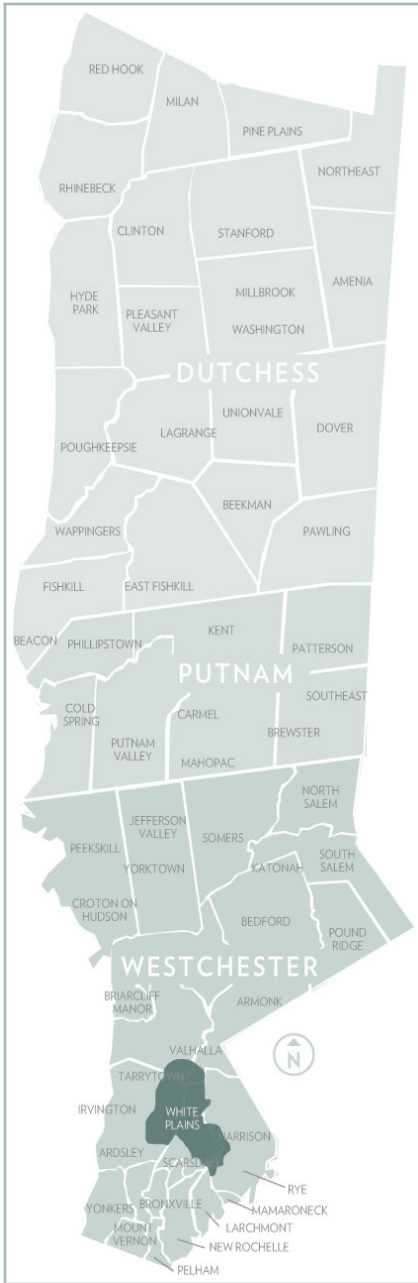 RED HOOK
MILAN
PINE PLAINS
NORTHEAST
RHINEBECK
CLINTON
STANFORD
AMENIA
HYDE
PARK
MILLBROOK
PLEASANT
VALLEY
WASHINGTON
DUTCHESS
UNIONVALE
LAGRANGE
DOVER
POUGHKEEPSIE
BEEKMAN
WAPPINGERS
PAWLING
FISHKILL
EAST FISHKILL
BEACON
PHILLIPSTOWN
KENT
PATTERSON
PUTNAM
SOUTHEAST
COLD
SPRING
CARMEL
PUTNAM
VALLEY
BREWSTER
MAHOPAC
NORTH
SALEM
JEFFERSON
VALLEY
SOMERS
PEEKSKILL
YORKTOWN
KATONAH
SOUTH
SALEM
CROTON ON
HUDSON
BEDFORD
POUND
RIDGE
WESTCHESTER
BRIARCLIFF
MANOR
ARMONK
VALHALLA
N
TARRYTOWN
IRVINGTON
WHITE
PLAINS
HARRISON
ARDSLEY
SCARSDALE
RYE
YONKERS
BRONXVILLE
MAMARONECK
LARCHMONT
MOUNT
VERNON
NEW ROCHELLE
PELHAM